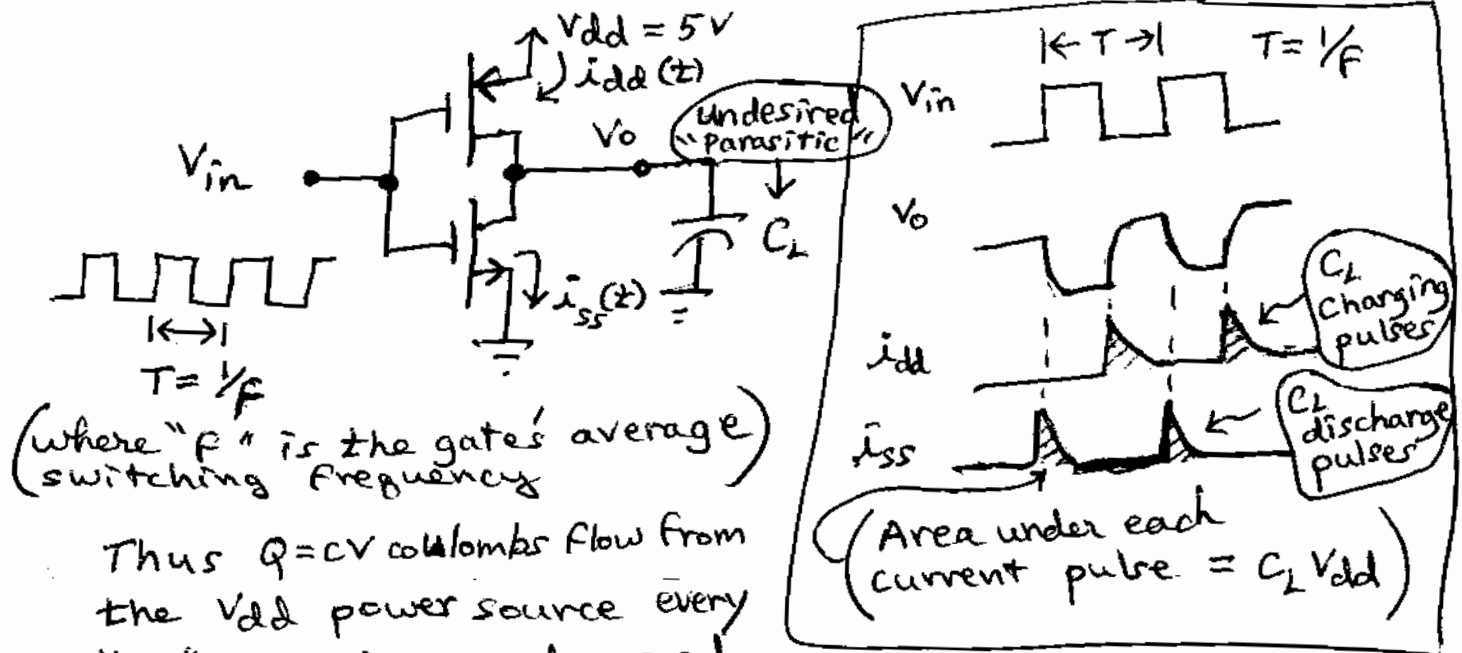 Vdd = 5V
idd(t)
Undesired
"Parasitic"
Vo
Vin
CL
iss(t)
T = 1/f
(where "f" is the gate's average
switching frequency)
Thus Q=CV coulombs flow from
the Vdd power source every
|← T →| T = 1/f
Vin
Vo
idd
CL
Changing
pulses
iss
CL
discharge
pulses
(Area under each
current pulse = CL Vdd)